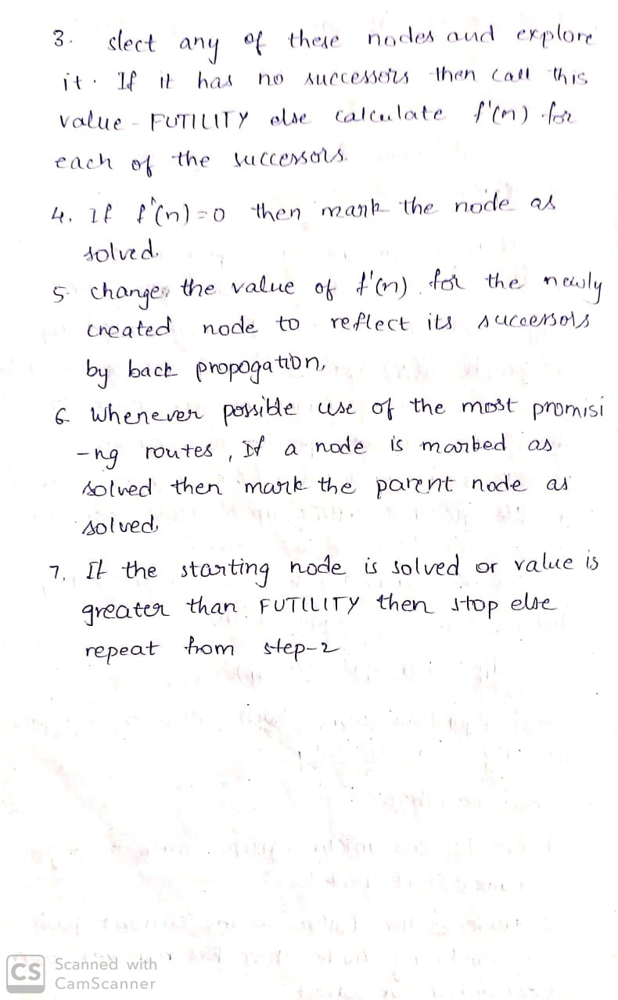 3. slect any of these nodes and explore
it. If it has no successors then call this
value - FUTILITY else calculate f'(n) for
each of the successors.
4. If f'(n)=0 then mark the node as
solved.
5. change the value of f'(n) for the newly
created node to reflect its successors
by back propogation,
6 Whenever possible use of the most promisi
-ng routes, If a node is marked as
solved then mark the parent node as
solved
7. If the starting node is solved or value is
greater than FUTILITY then stop else
repeat from step-2
CS Scanned with
CamScanner